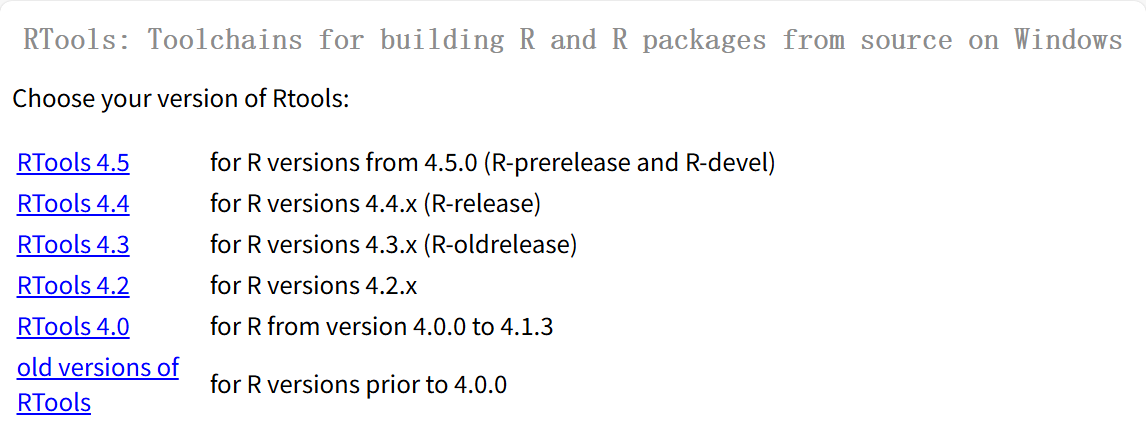 RTools: Toolchains for building R and R packages from source on Windows
Choose your version of Rtools:
RTools 4.5 for R versions from 4.5.0 (R-prerelease and R-devel)
RTools 4.4 for R versions 4.4.x (R-release)
RTools 4.3 for R versions 4.3.x (R-oldrelease)
RTools 4.2 for R versions 4.2.x
RTools 4.0 for R from version 4.0.0 to 4.1.3
old versions of
RTools
for R versions prior to 4.0.0